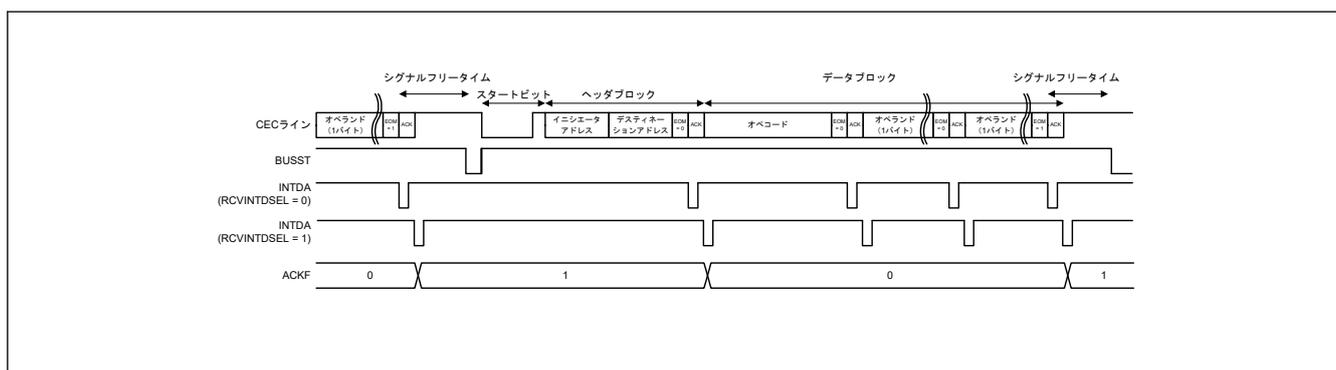 シグナルフリータイム
データブロック
シグナルフリータイム
スタートビット
ヘッダブロック
CECライン
オペランド
(1バイト)
EOM
= 1
ACK
イニシエータ
アドレス
デスティネー
ションアドレス
EOM
= 0
ACK
オペコード
EOM
= 0
ACK
オペランド
(1バイト)
EOM
= 0
ACK
オペランド
(1バイト)
EOM
= 1
ACK
BUSST
INTDA
(RCVINTDSEL = 0)
INTDA
(RCVINTDSEL = 1)
ACKF
0
1
0
1